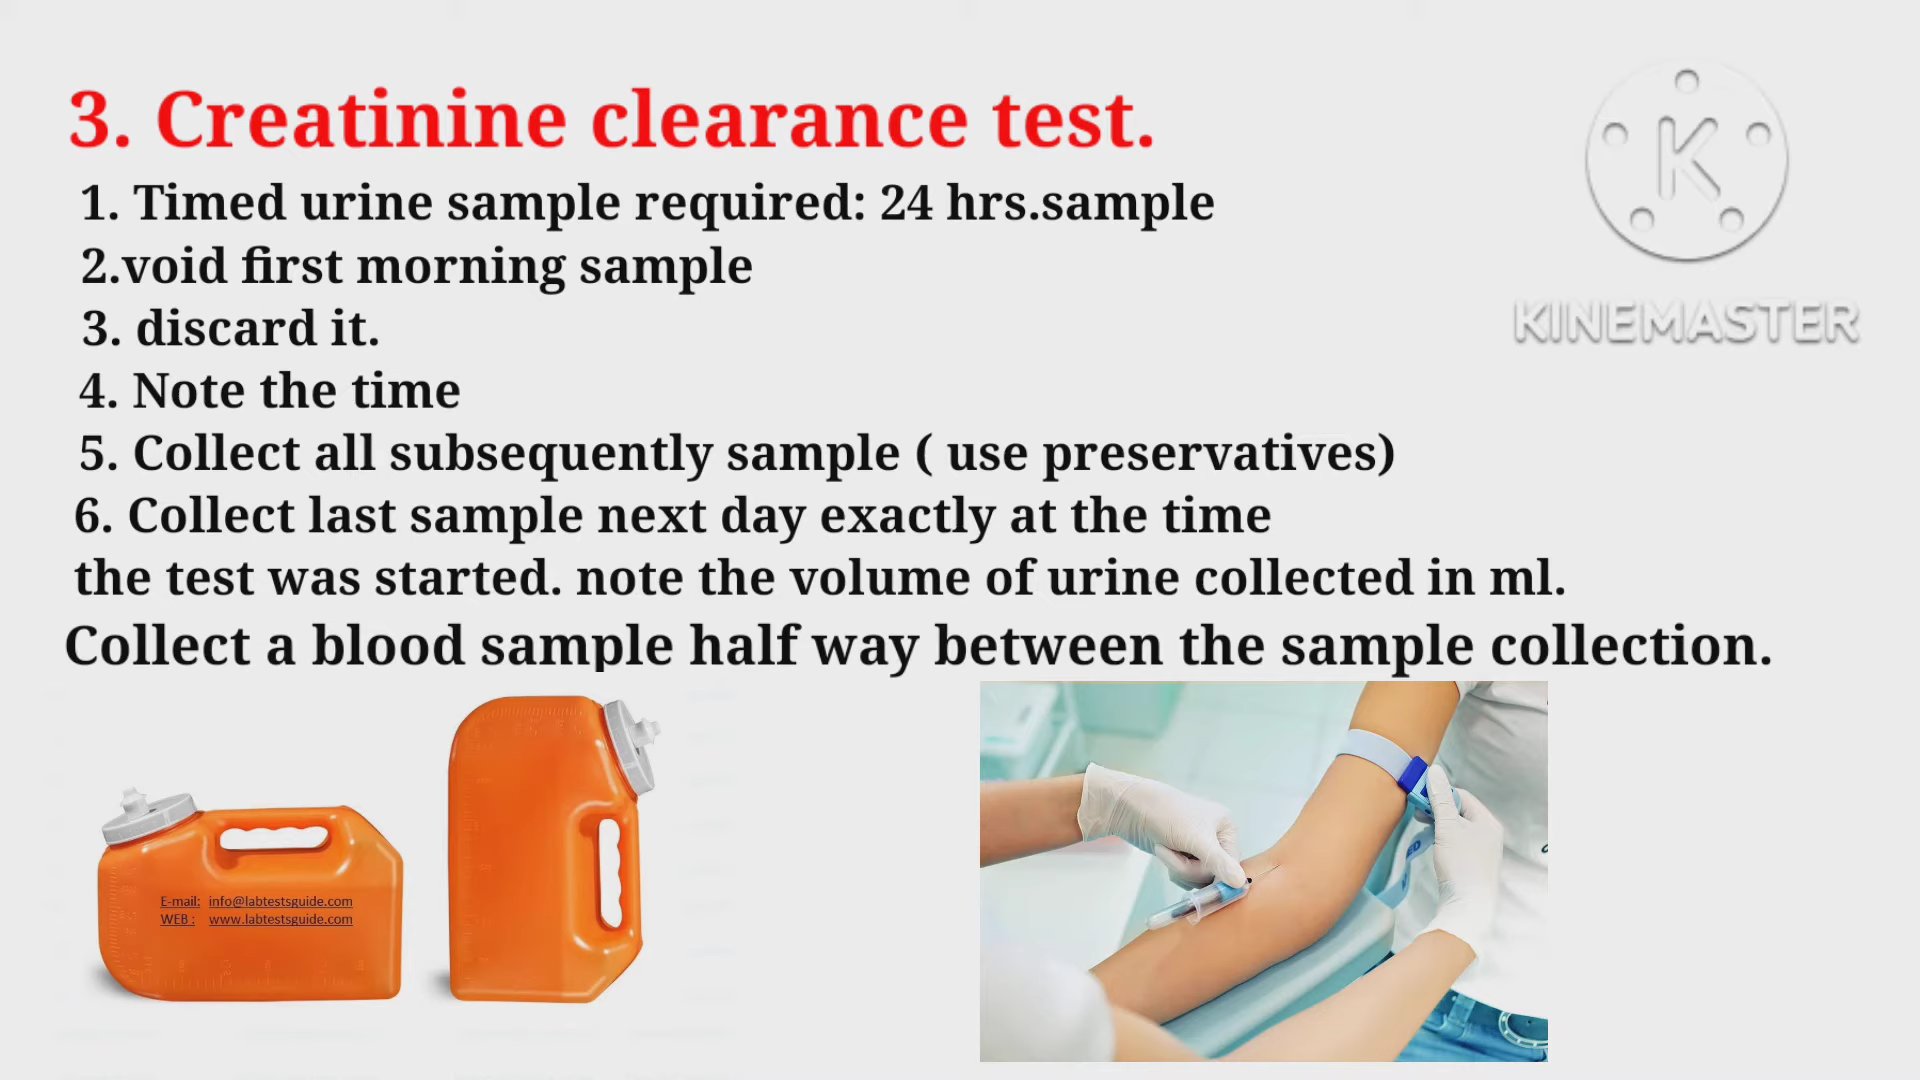 3. Creatinine clearance test.
1. Timed urine sample required: 24 hrs.sample
2.void first morning sample
3. discard it.
4. Note the time
5. Collect all subsequently sample ( use preservatives)
6. Collect last sample next day exactly at the time
the test was started. note the volume of urine collected in ml.
Collect a blood sample half way between the sample collection.
K
KINEMASTER
E-mail: info@labtestsguide.com
WEB : www.labtestsguide.com